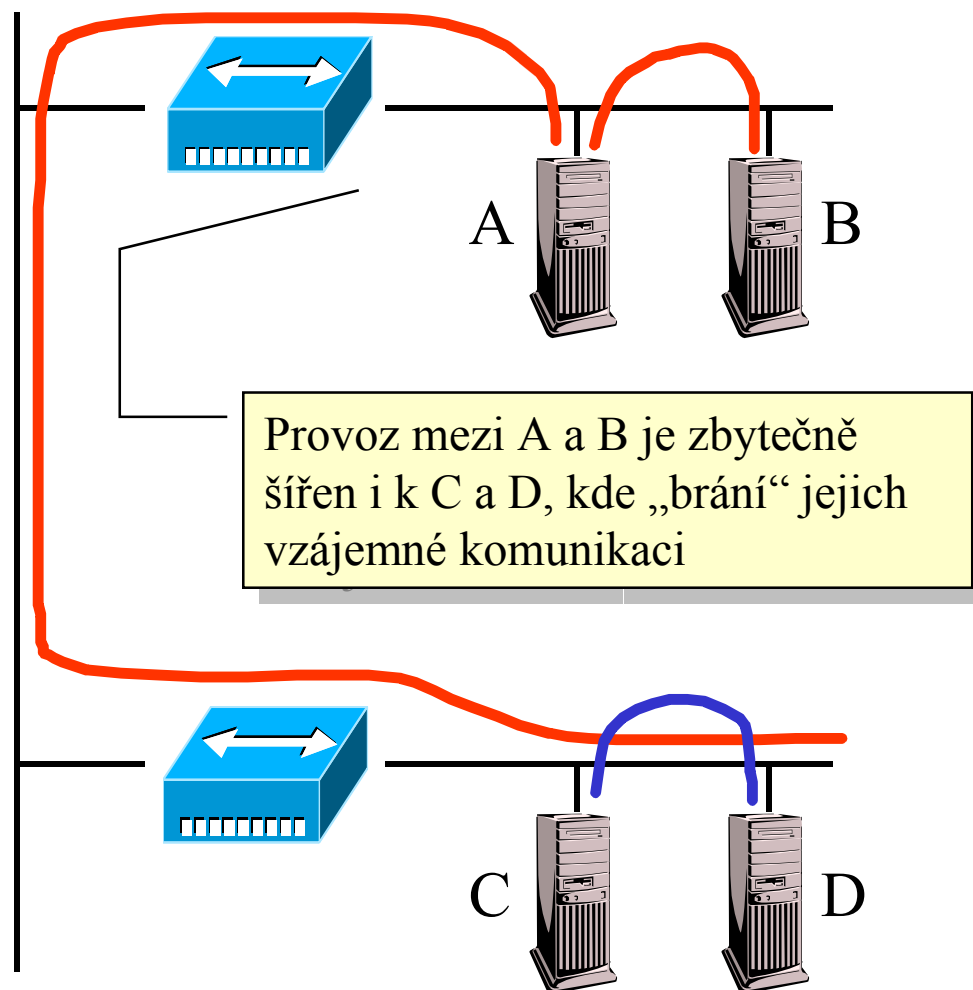 A
B
Provoz mezi A a B je zbytečně
šířen i k C a D, kde „brání“ jejich
vzájemné komunikaci
C
D